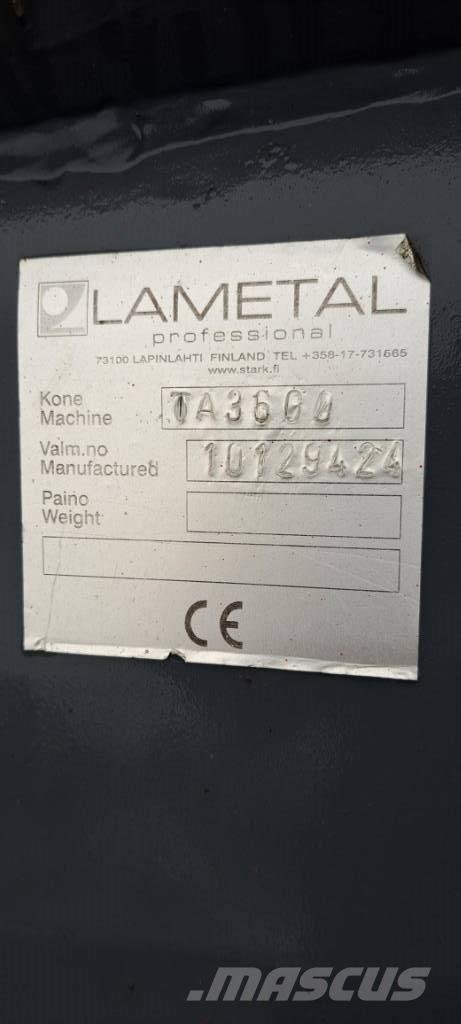 LAMETAL
professional
73100 LAPINLAHTI FINLAND TEL +358-17-731565
www.stark.fi
Kone
Machine TA3600
Valm.no
Manufactured 10129424
Paino
Weight
CE
MASCUS